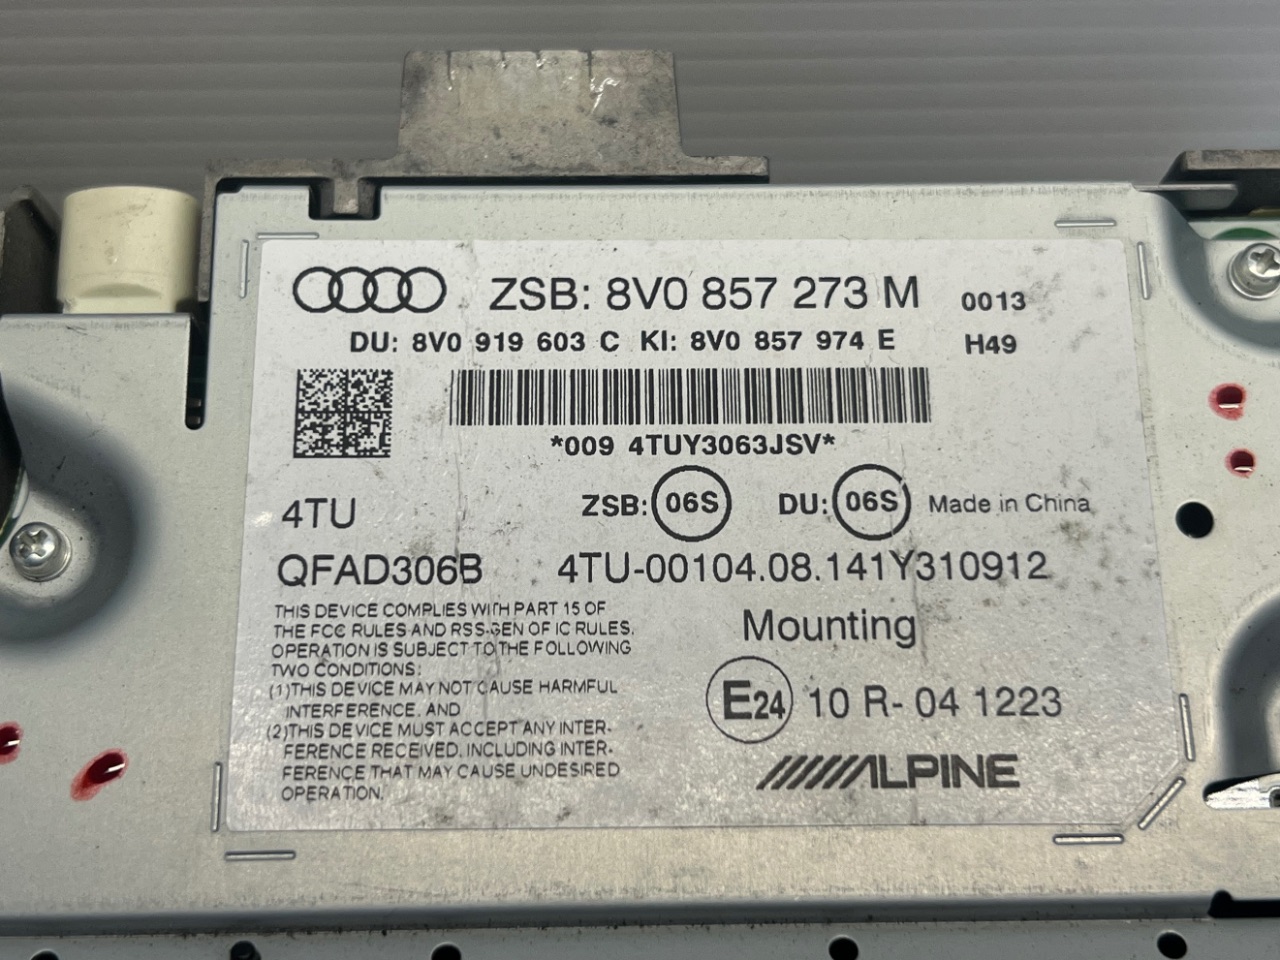 ZSB: 8V0 857 273 M 0013
DU: 8V0 919 603 C KI: 8V0 857 974 E H49
*009 4TUY3063JSV*
4TU ZSB: 06S DU: 06S Made in China
QFAD306B 4TU-00104.08.141Y310912
THIS DEVICE COMPLIES WITH PART 15 OF
THE FCC RULES AND RSS-GEN OF IC RULES.
OPERATION IS SUBJECT TO THE FOLLOWING
TWO CONDITIONS:
(1)THIS DEVICE MAY NOT CAUSE HARMFUL
INTERFERENCE, AND
(2)THIS DEVICE MUST ACCEPT ANY INTER-
FERENCE RECEIVED, INCLUDING INTER-
FERENCE THAT MAY CAUSE UNDESIRED
OPERATION.
Mounting
E24 10 R- 04 1223
ALPINE